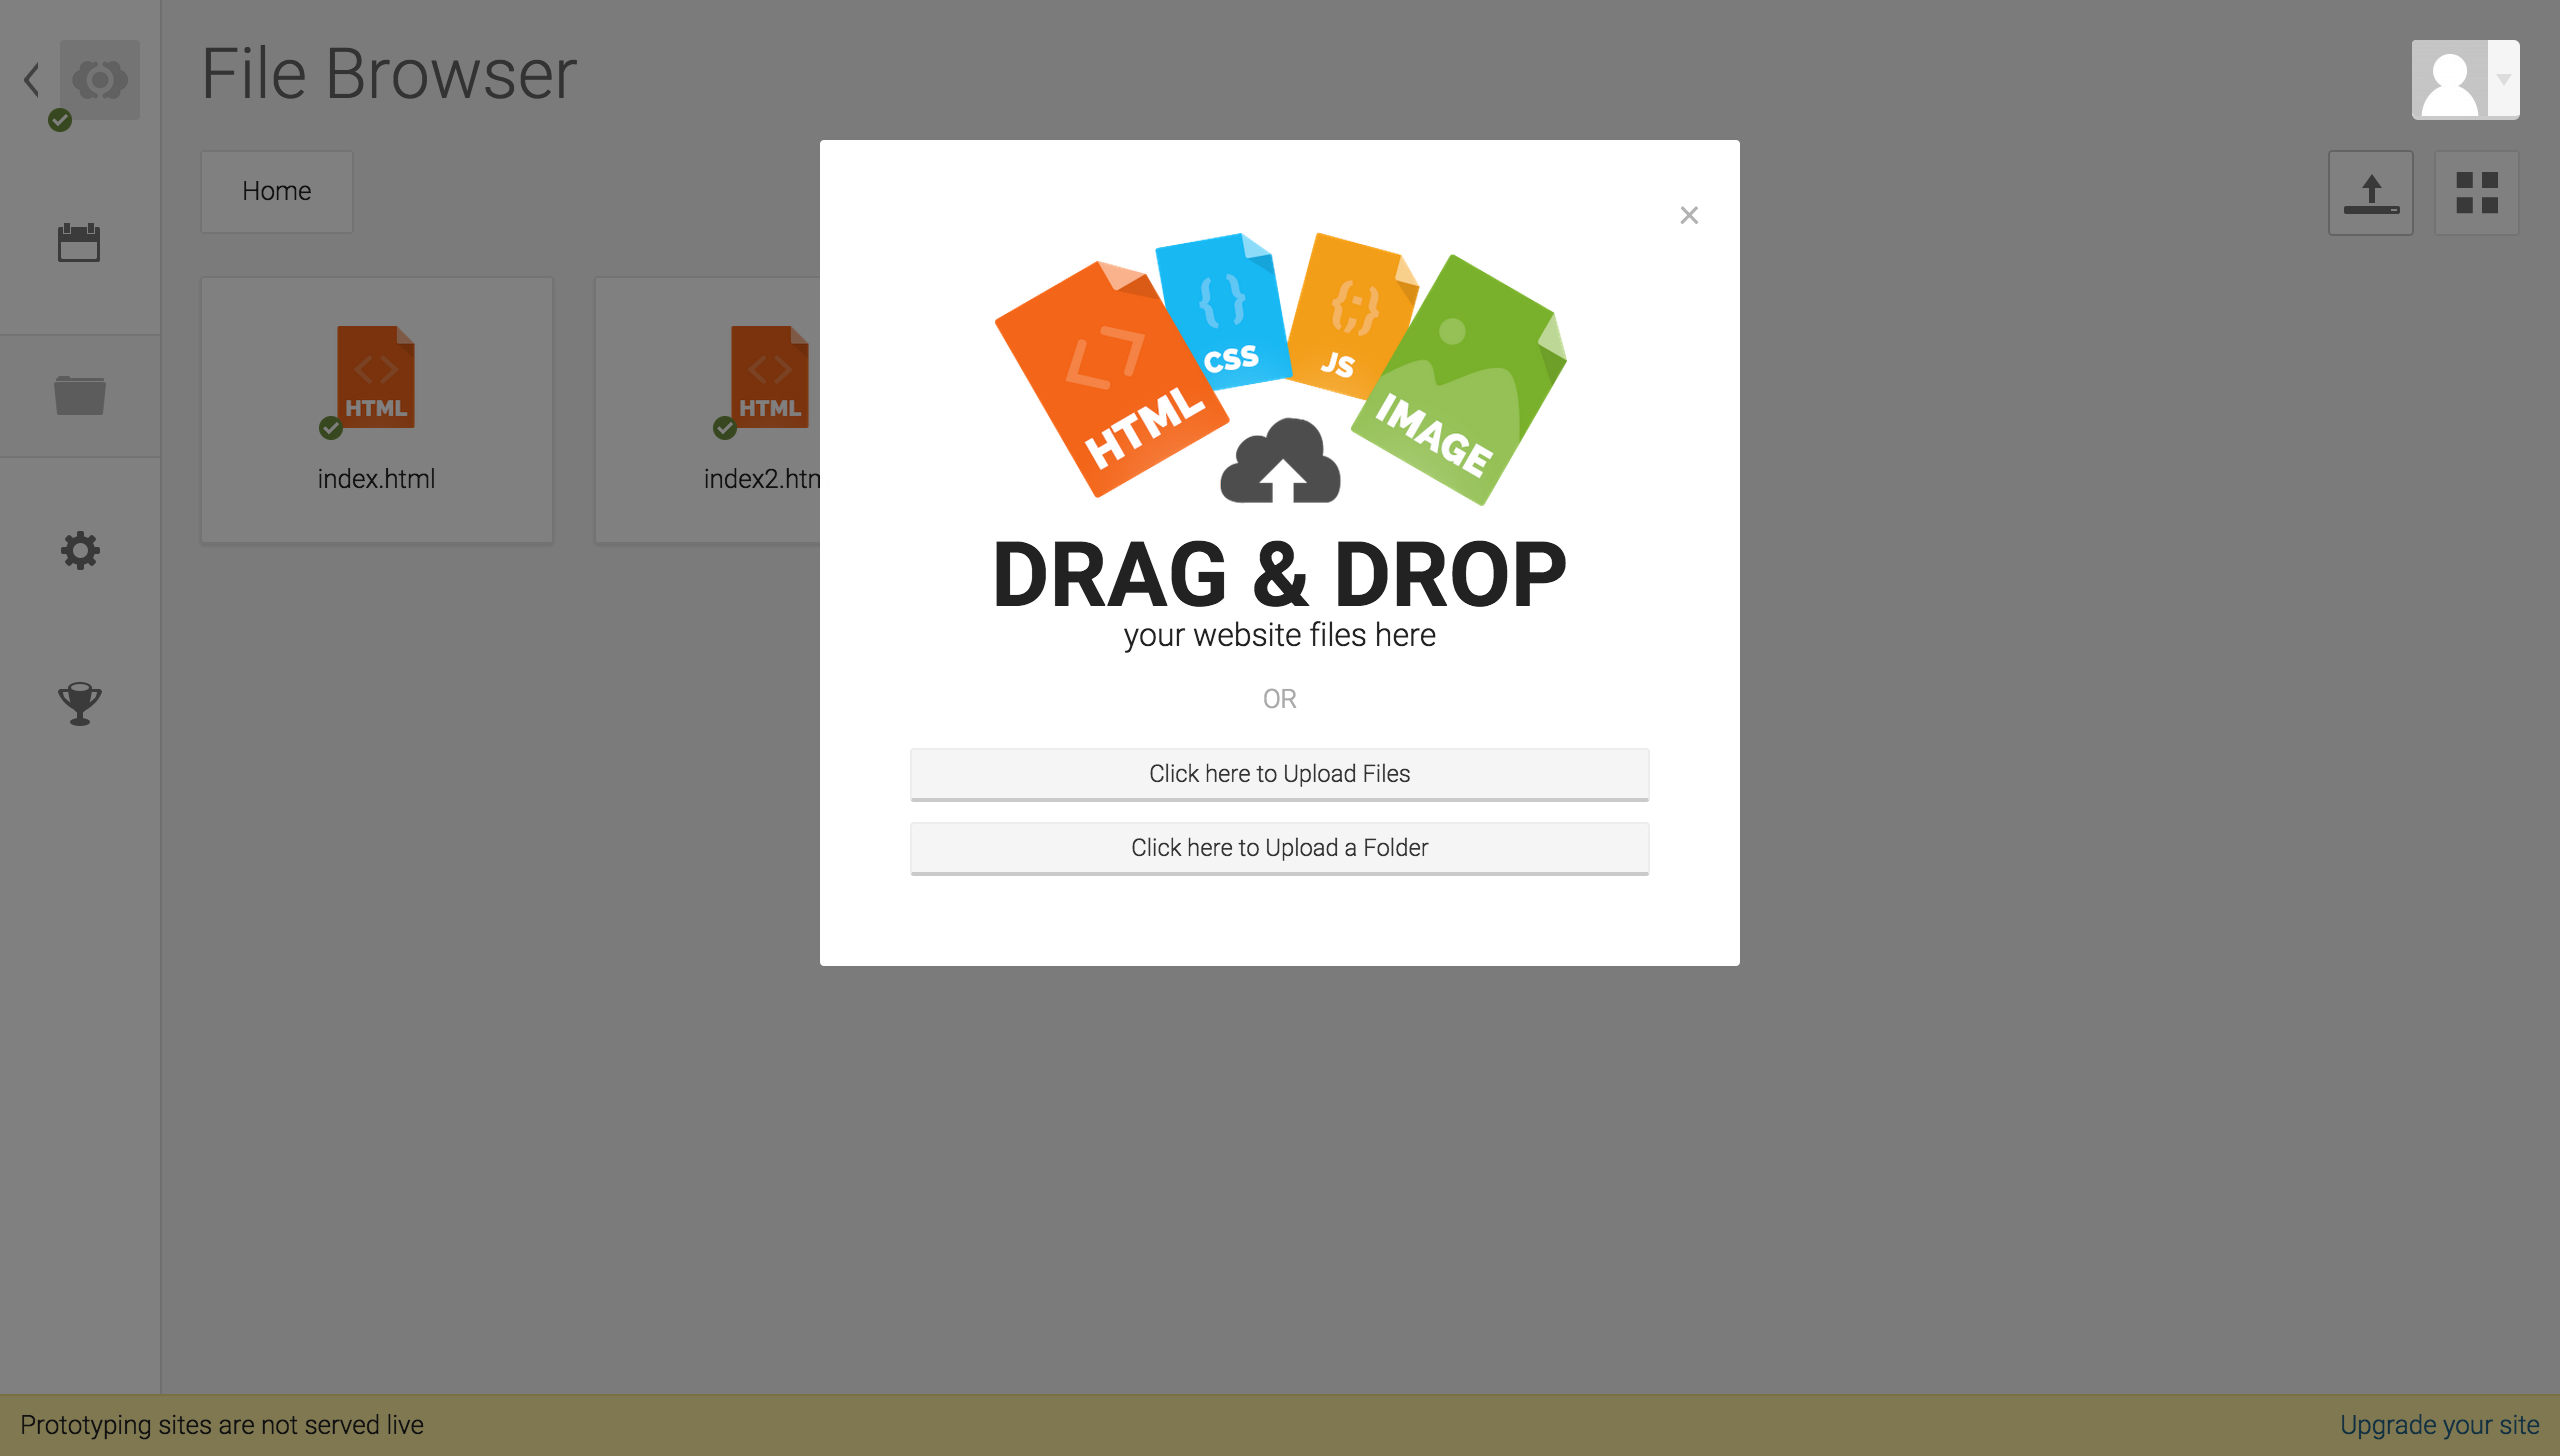 File Browser
Home
HTML
index.html
HTML
index2.htm
HTML
CSS
JS
IMAGE
DRAG & DROP
your website files here
OR
Click here to Upload Files
Click here to Upload a Folder
Prototyping sites are not served live
Upgrade your site